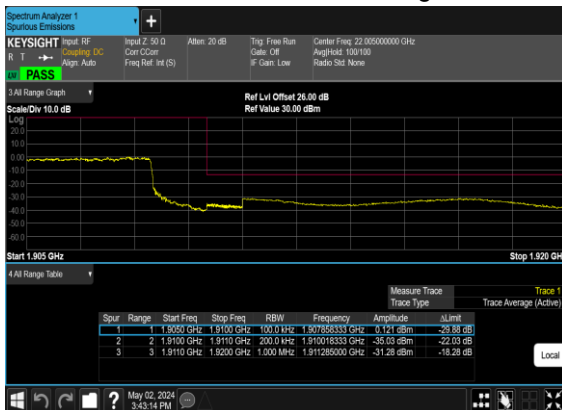 Spectrum Analyzer 1
Spurious Emissions
+
KEYSIGHT Input: RF Input Z: 50 Ω Atten: 20 dB Trig: Free Run Center Freq: 22.005000000 GHz
R T Coupling: DC Corr CCorr Gate: Off Avg|Hold: 100/100
Align: Auto Freq Ref: Int (S) IF Gain: Low Radio Std: None
PASS
3 All Range Graph
Ref Lvl Offset 26.00 dB
Scale/Div 10.0 dB Ref Value 30.00 dBm
Log
20.0
10.0
0.00
-10.0
-20.0
-30.0
-40.0
-50.0
-60.0
Start 1.905 GHz Stop 1.920 GH
4 All Range Table
Measure Trace Trace 1
Trace Type Trace Average (Active)
Spur Range Start Freq Stop Freq RBW Frequency Amplitude ΔLimit
1 1 1.9050 GHz 1.9100 GHz 100.0 kHz 1.907858333 GHz 0.121 dBm -29.88 dB
2 2 1.9100 GHz 1.9110 GHz 200.0 kHz 1.910018333 GHz -35.03 dBm -22.03 dB
3 3 1.9110 GHz 1.9200 GHz 1.000 MHz 1.911285000 GHz -31.28 dBm -18.28 dB
Local
? May 02, 2024
3:43:14 PM